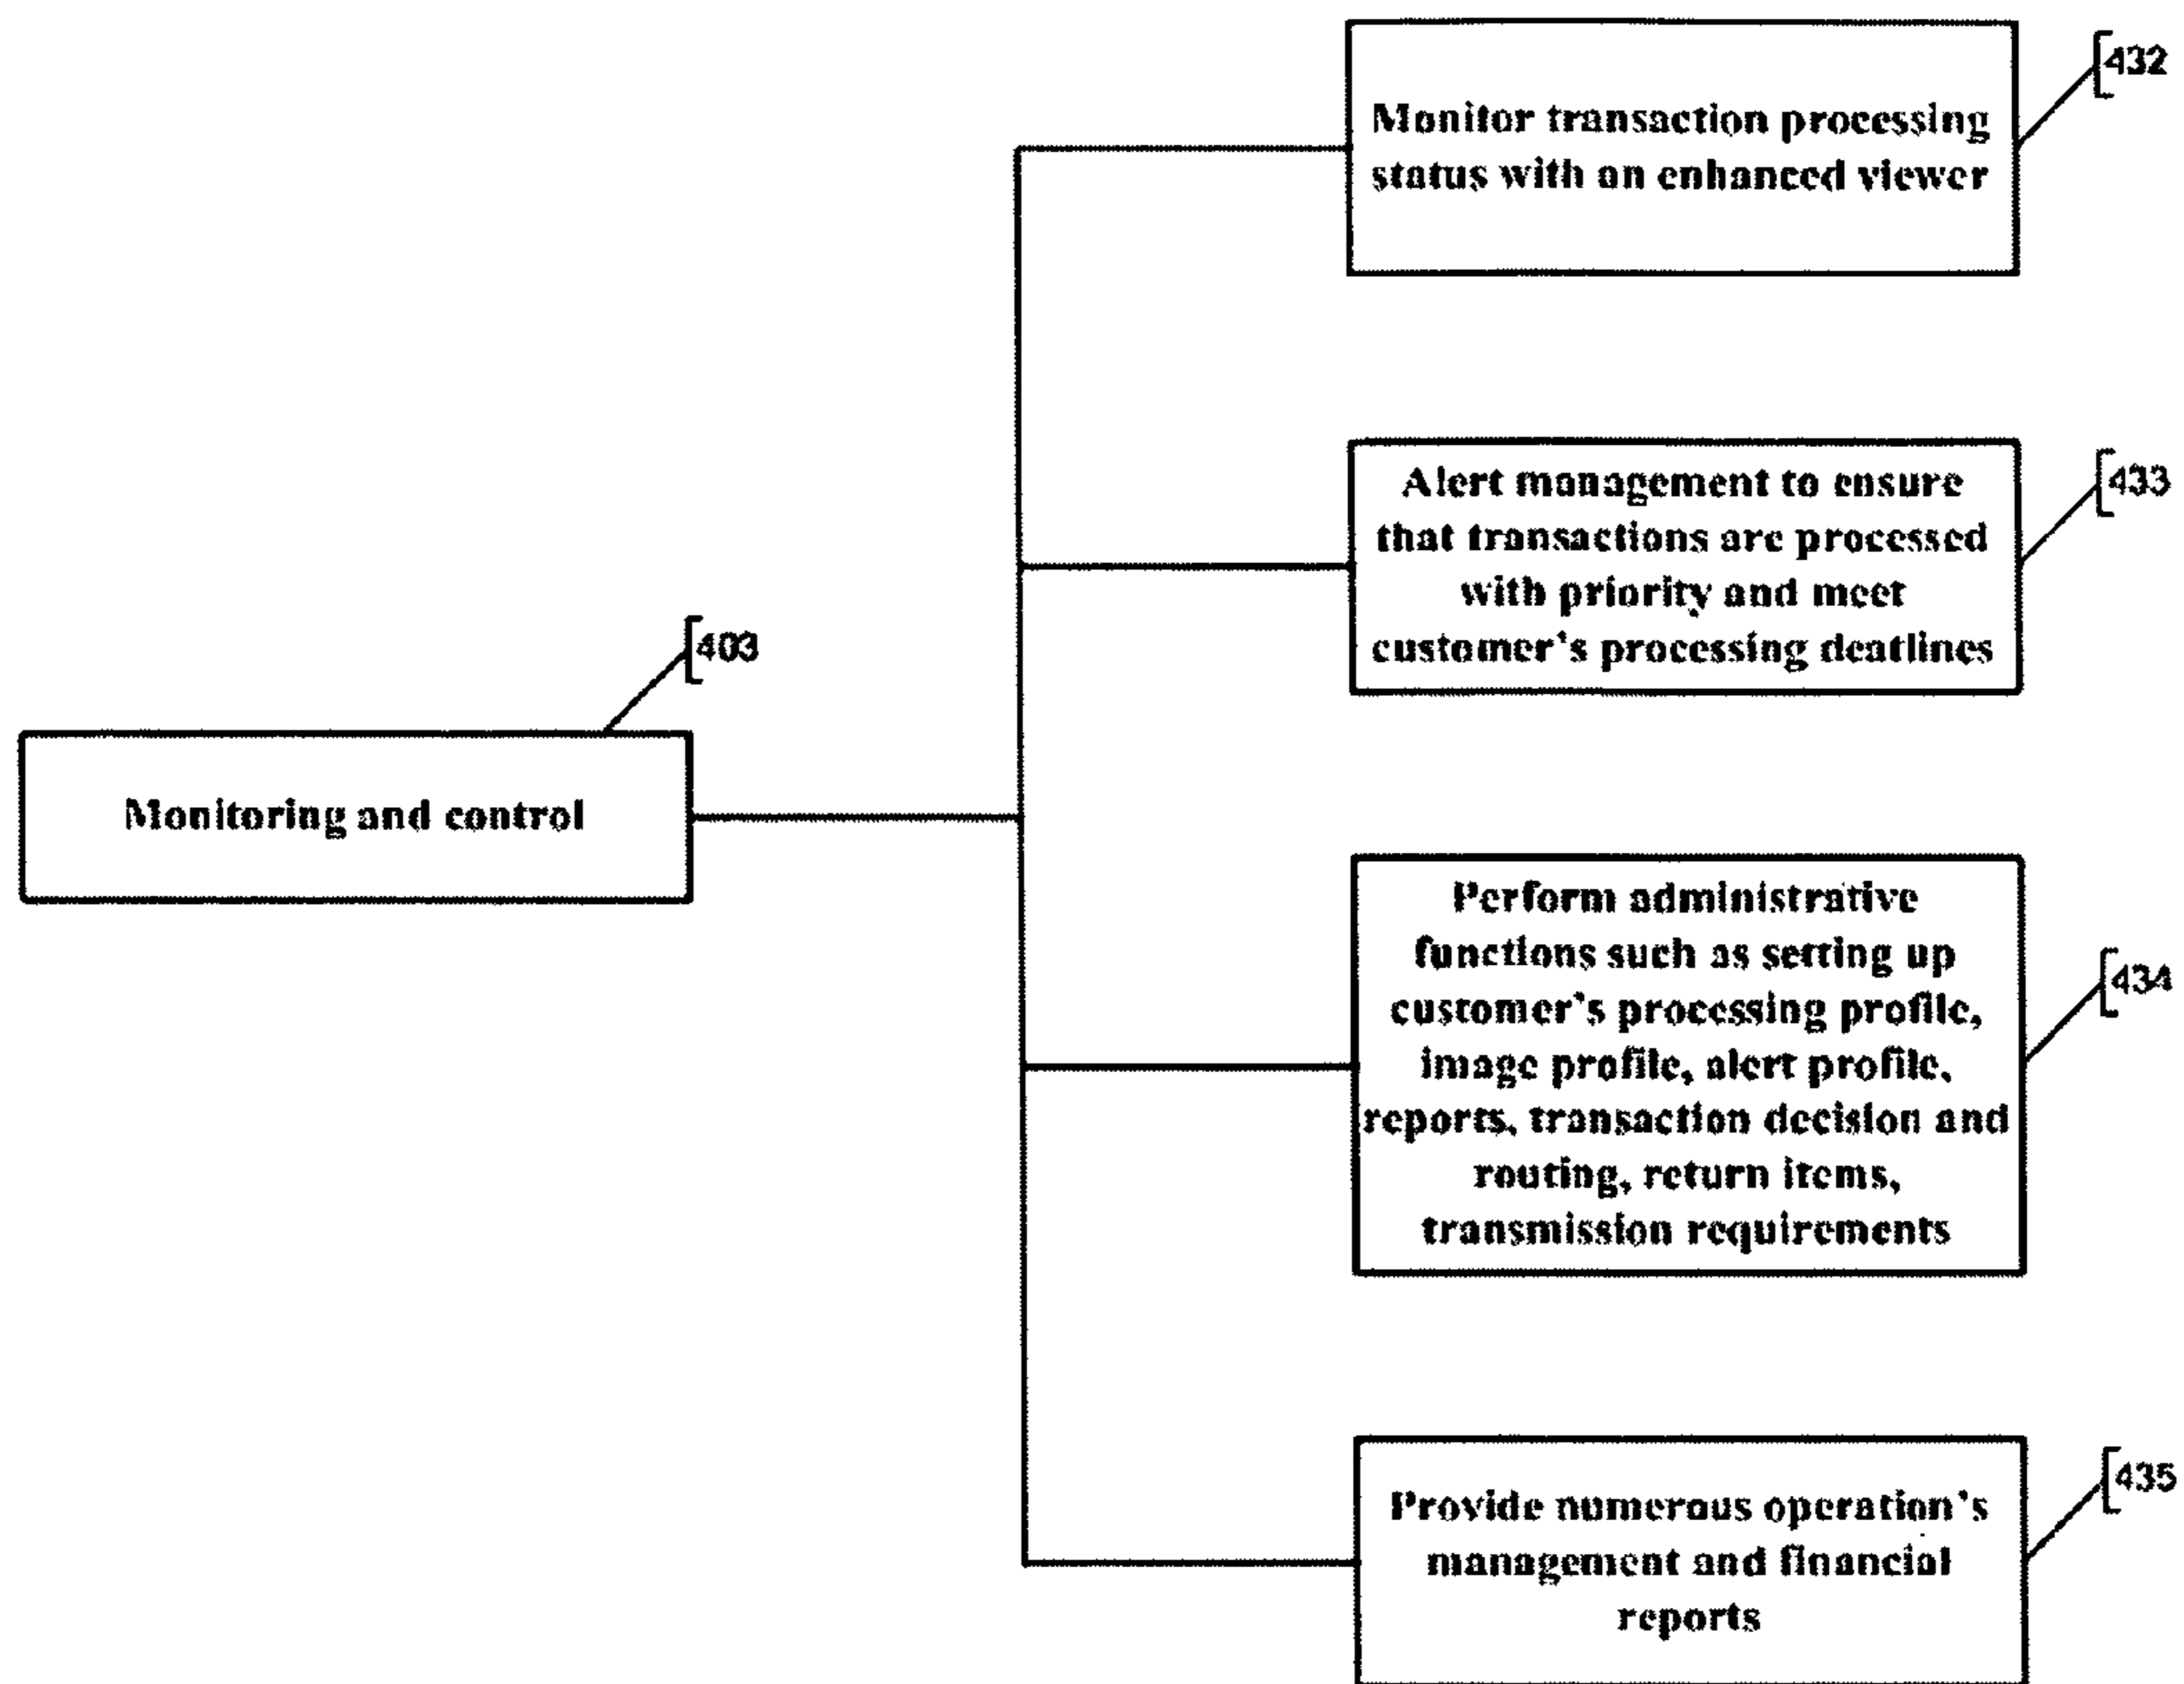 432
Monitor transaction processing
status with an enhanced viewer
433
Alert management to ensure
that transactions are processed
with priority and meet
customer's processing deatlines
403
Monitoring and control
Perform administrative
functions such as setting up
customer's processing profile,
image profile, alert profile,
reports, transaction decision and
routing, return items,
transmission requirements
434
Provide numerous operation's
management and financial
reports
435